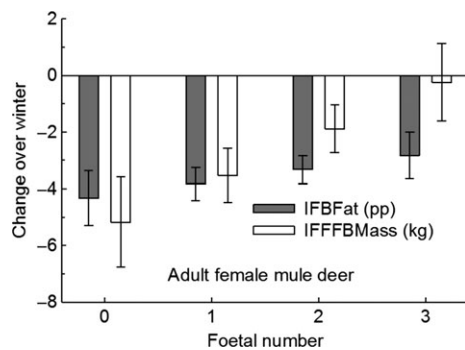 2
0
−2
−4
−6
−8
Change over winter
IFBFat (pp)
IFFFBMass (kg)
Adult female mule deer
0 1 2 3
Foetal number